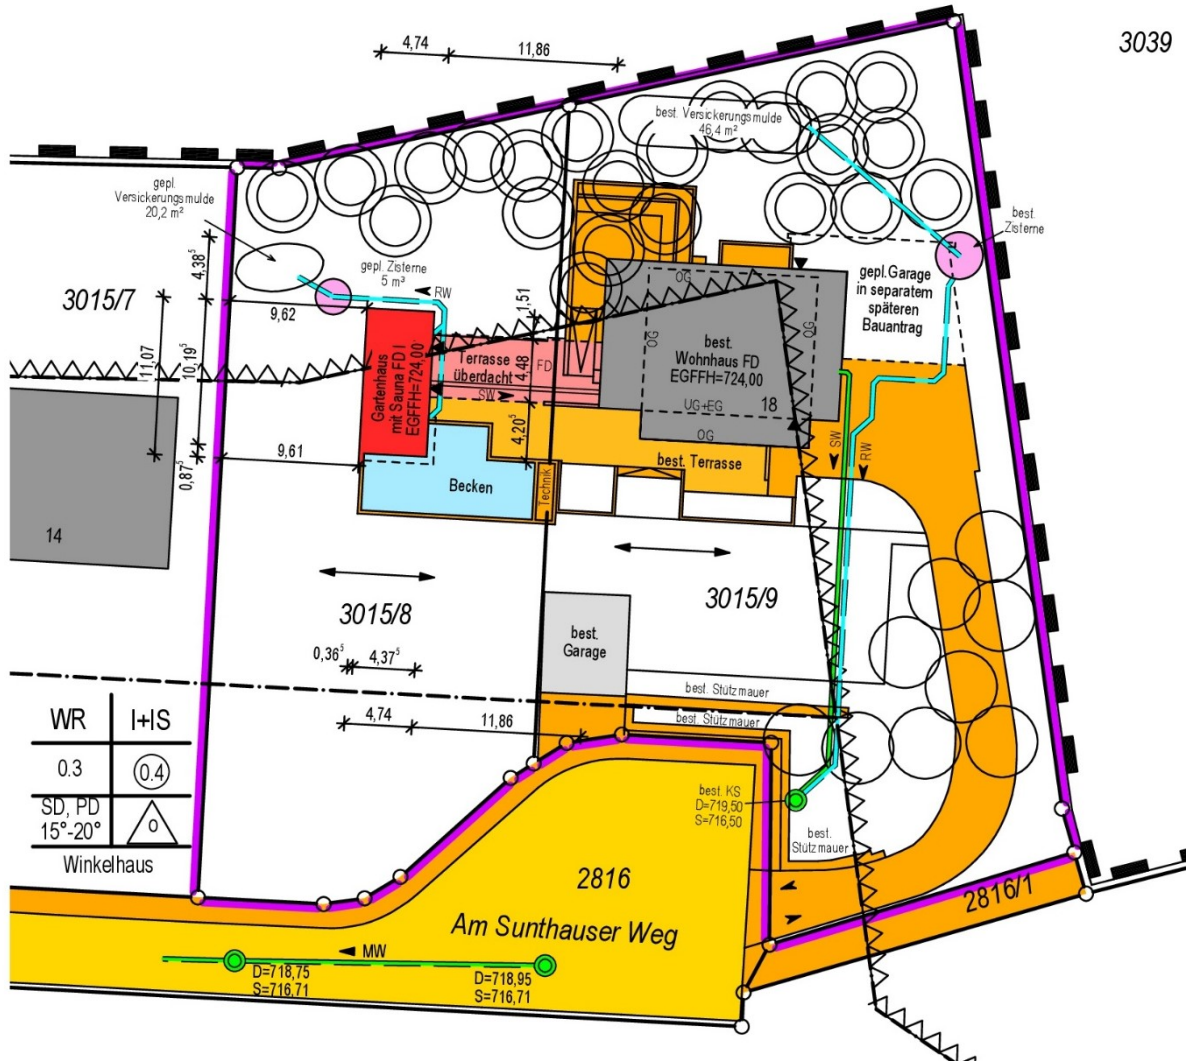 3039
4,74
11,86
best. Versickerungsmulde
46,4 m²
gepl.
Versickerungsmulde
20,2 m²
best.
Zisterne
gepl. Zisterne
5 m³
RW
gepl.Garage
in separatem
späteren
Bauantrag
3015/7
4,38⁵
9,62
11,07
10,19⁵
1,51
OG
OG
OG
best.
Wohnhaus FD
EGFFH=724,00
18
UG+EG
OG
Gartenhaus
mit Sauna FD I
EGFFH=724,00
Terrasse
überdacht
FD
4,48
SW
4,20⁵
best. Terrasse
SW
RW
0,87⁵
9,61
Becken
Technik
14
3015/8
3015/9
best.
Garage
0,36⁵
4,37⁵
best. Stützmauer
best. Stützmauer
4,74
11,86
WR
I+IS
0.3
0.4
SD, PD
15°-20°
o
Winkelhaus
best. KS
D=719,50
S=716,50
best.
Stützmauer
2816
2816/1
Am Sunthauser Weg
MW
D=718,75
S=716,71
D=718,95
S=716,71